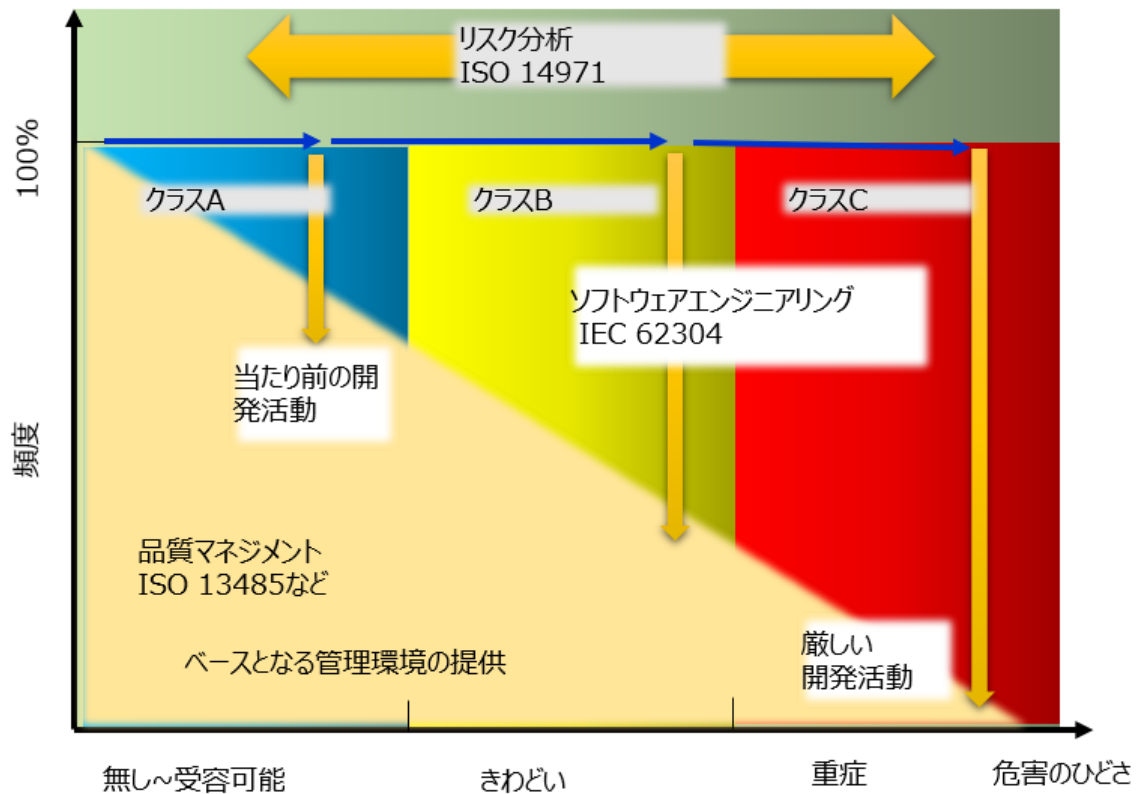 リスク分析
ISO 14971
100%
クラスA
クラスB
クラスC
ソフトウェアエンジニアリング
IEC 62304
当たり前の開
発活動
頻度
品質マネジメント
ISO 13485など
ベースとなる管理環境の提供
厳しい
開発活動
無し~受容可能
きわどい
重症
危害のひどさ